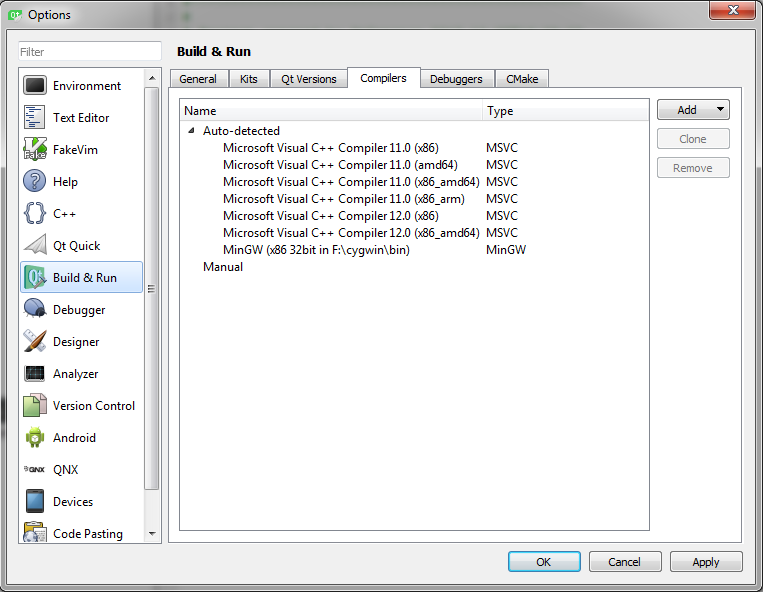 Options
Filter
Build & Run
Environment
Text Editor
FakeVim
Help
C++
Qt Quick
Build & Run
Debugger
Designer
Analyzer
Version Control
Android
QNX
Devices
Code Pasting
General Kits Qt Versions Compilers Debuggers CMake
Name Type
Auto-detected
Microsoft Visual C++ Compiler 11.0 (x86) MSVC
Microsoft Visual C++ Compiler 11.0 (amd64) MSVC
Microsoft Visual C++ Compiler 11.0 (x86_amd64) MSVC
Microsoft Visual C++ Compiler 11.0 (x86_arm) MSVC
Microsoft Visual C++ Compiler 12.0 (x86) MSVC
Microsoft Visual C++ Compiler 12.0 (x86_amd64) MSVC
MinGW (x86 32bit in F:\cygwin\bin) MinGW
Manual
Add
Clone
Remove
OK Cancel Apply